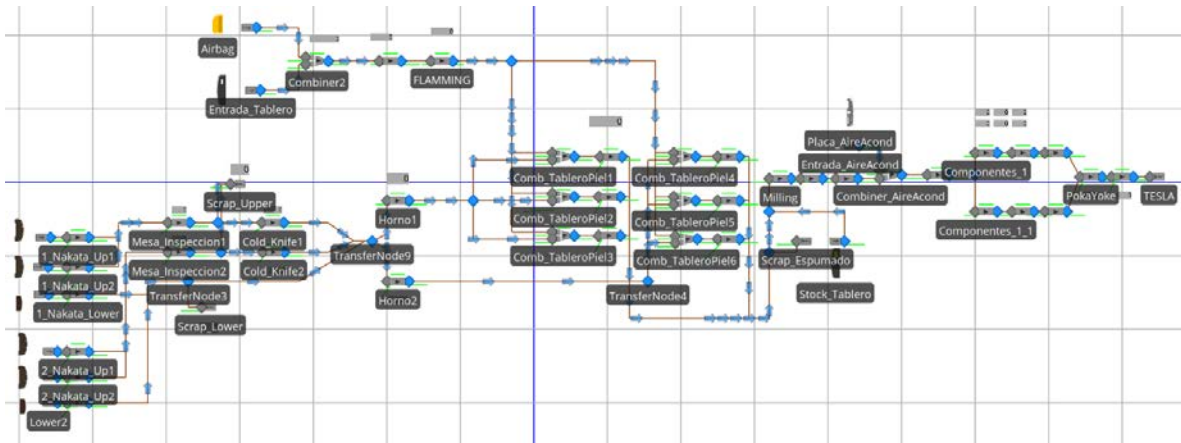 Airbag
Entrada_Tablero
Combiner2
FLAMMING
Scrap_Upper
1_Nakata_Up1
1_Nakata_Up2
1_Nakata_Lower
Mesa_Inspeccion1
Mesa_Inspeccion2
Cold_Knife1
Cold_Knife2
TransferNode3
Scrap_Lower
TransferNode9
Horno1
Horno2
2_Nakata_Up1
2_Nakata_Up2
Lower2
Comb_TableroPiel1
Comb_TableroPiel2
Comb_TableroPiel3
Comb_TableroPiel4
Comb_TableroPiel5
Comb_TableroPiel6
TransferNode4
Placa_AireAcond
Entrada_AireAcond
Milling
Combiner_AireAcond
Scrap_Espumado
Stock_Tablero
Componentes_1
Componentes_1_1
PokaYoke
TESLA